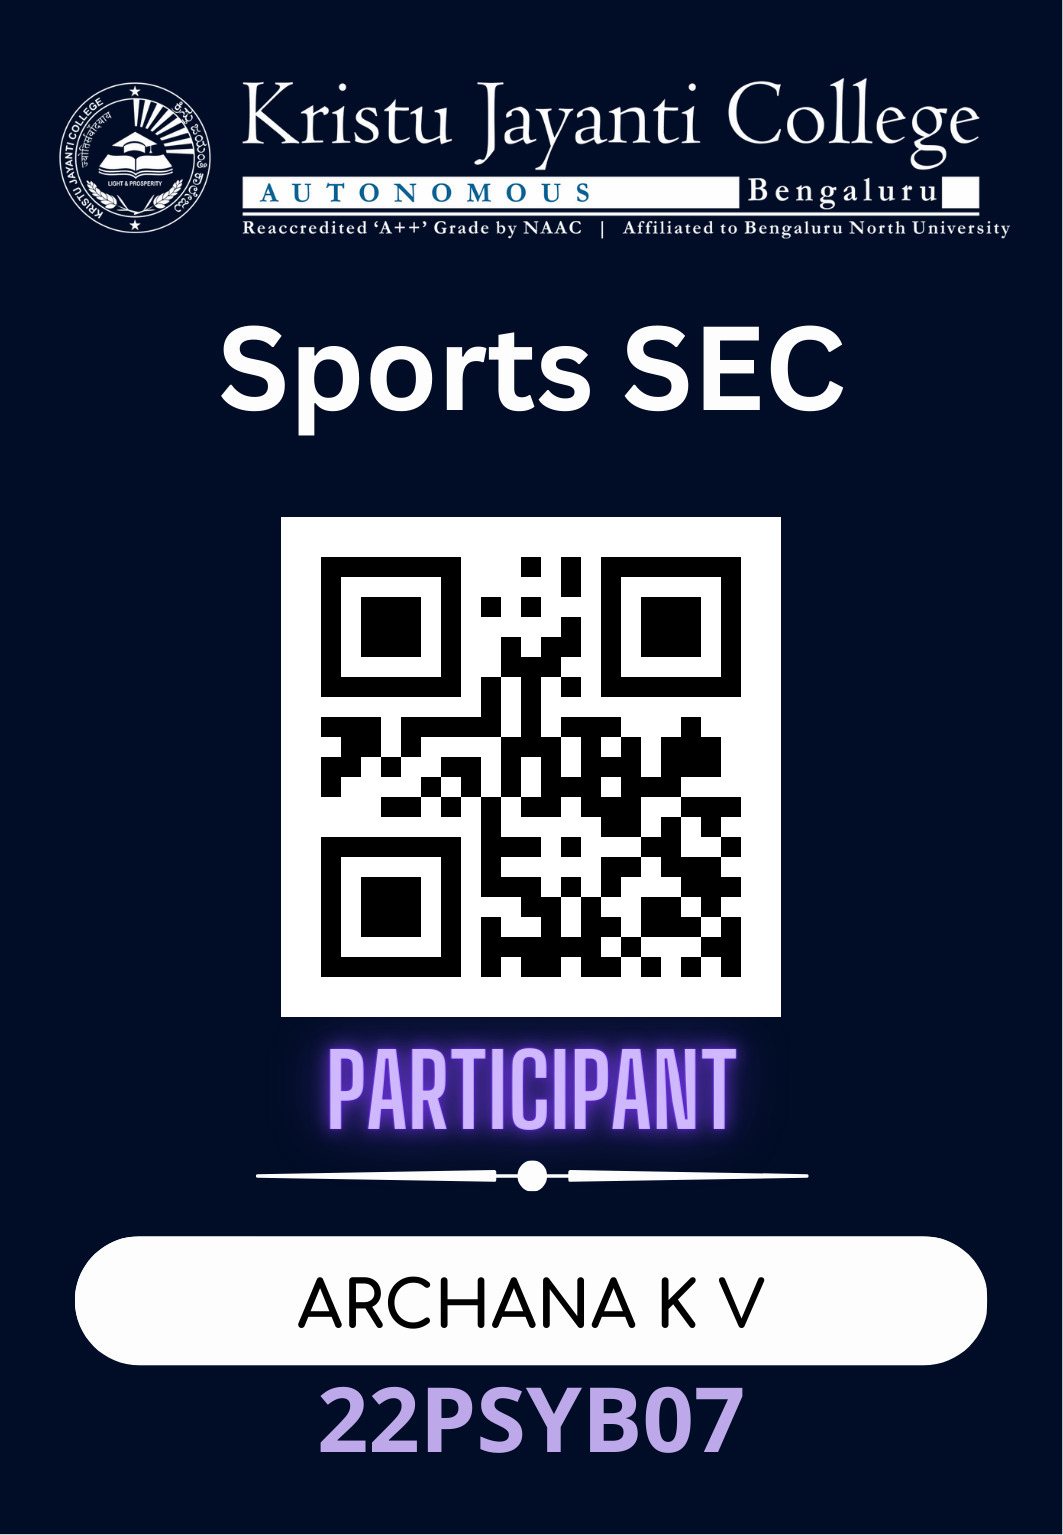 Kristu Jayanti College
AUTONOMOUS Bengaluru
Reaccredited ‘A++’ Grade by NAAC | Affiliated to Bengaluru North University
KRISTU JAYANTI COLLEGE
LIGHT & PROSPERITY
Sports SEC
PARTICIPANT
ARCHANA K V
22PSYB07